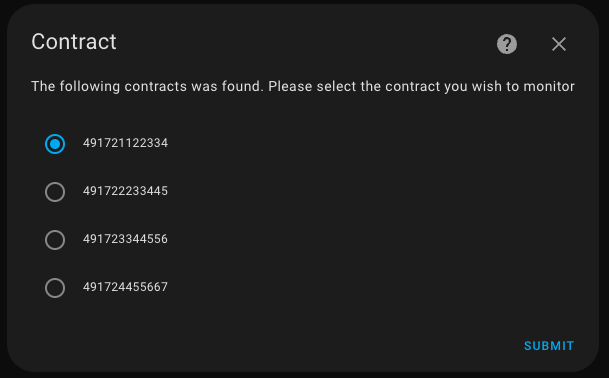 Contract
The following contracts was found. Please select the contract you wish to monitor
491721122334
491722233445
491723344556
491724455667
SUBMIT